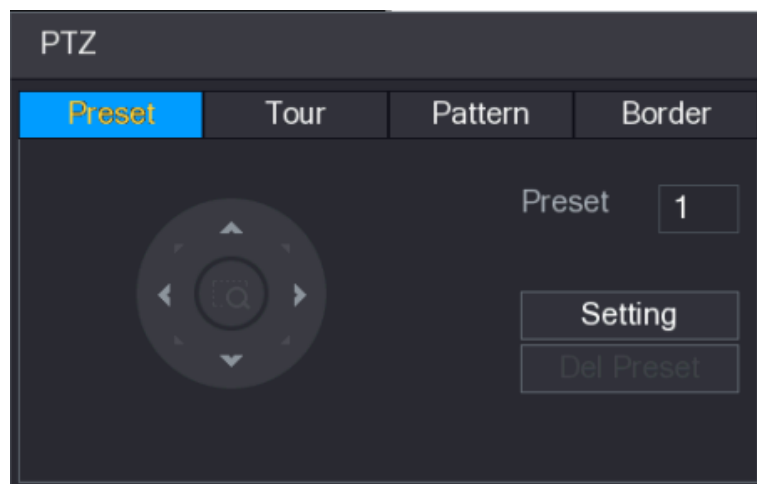 PTZ
Preset Tour Pattern Border
Preset 1
Setting
Del Preset